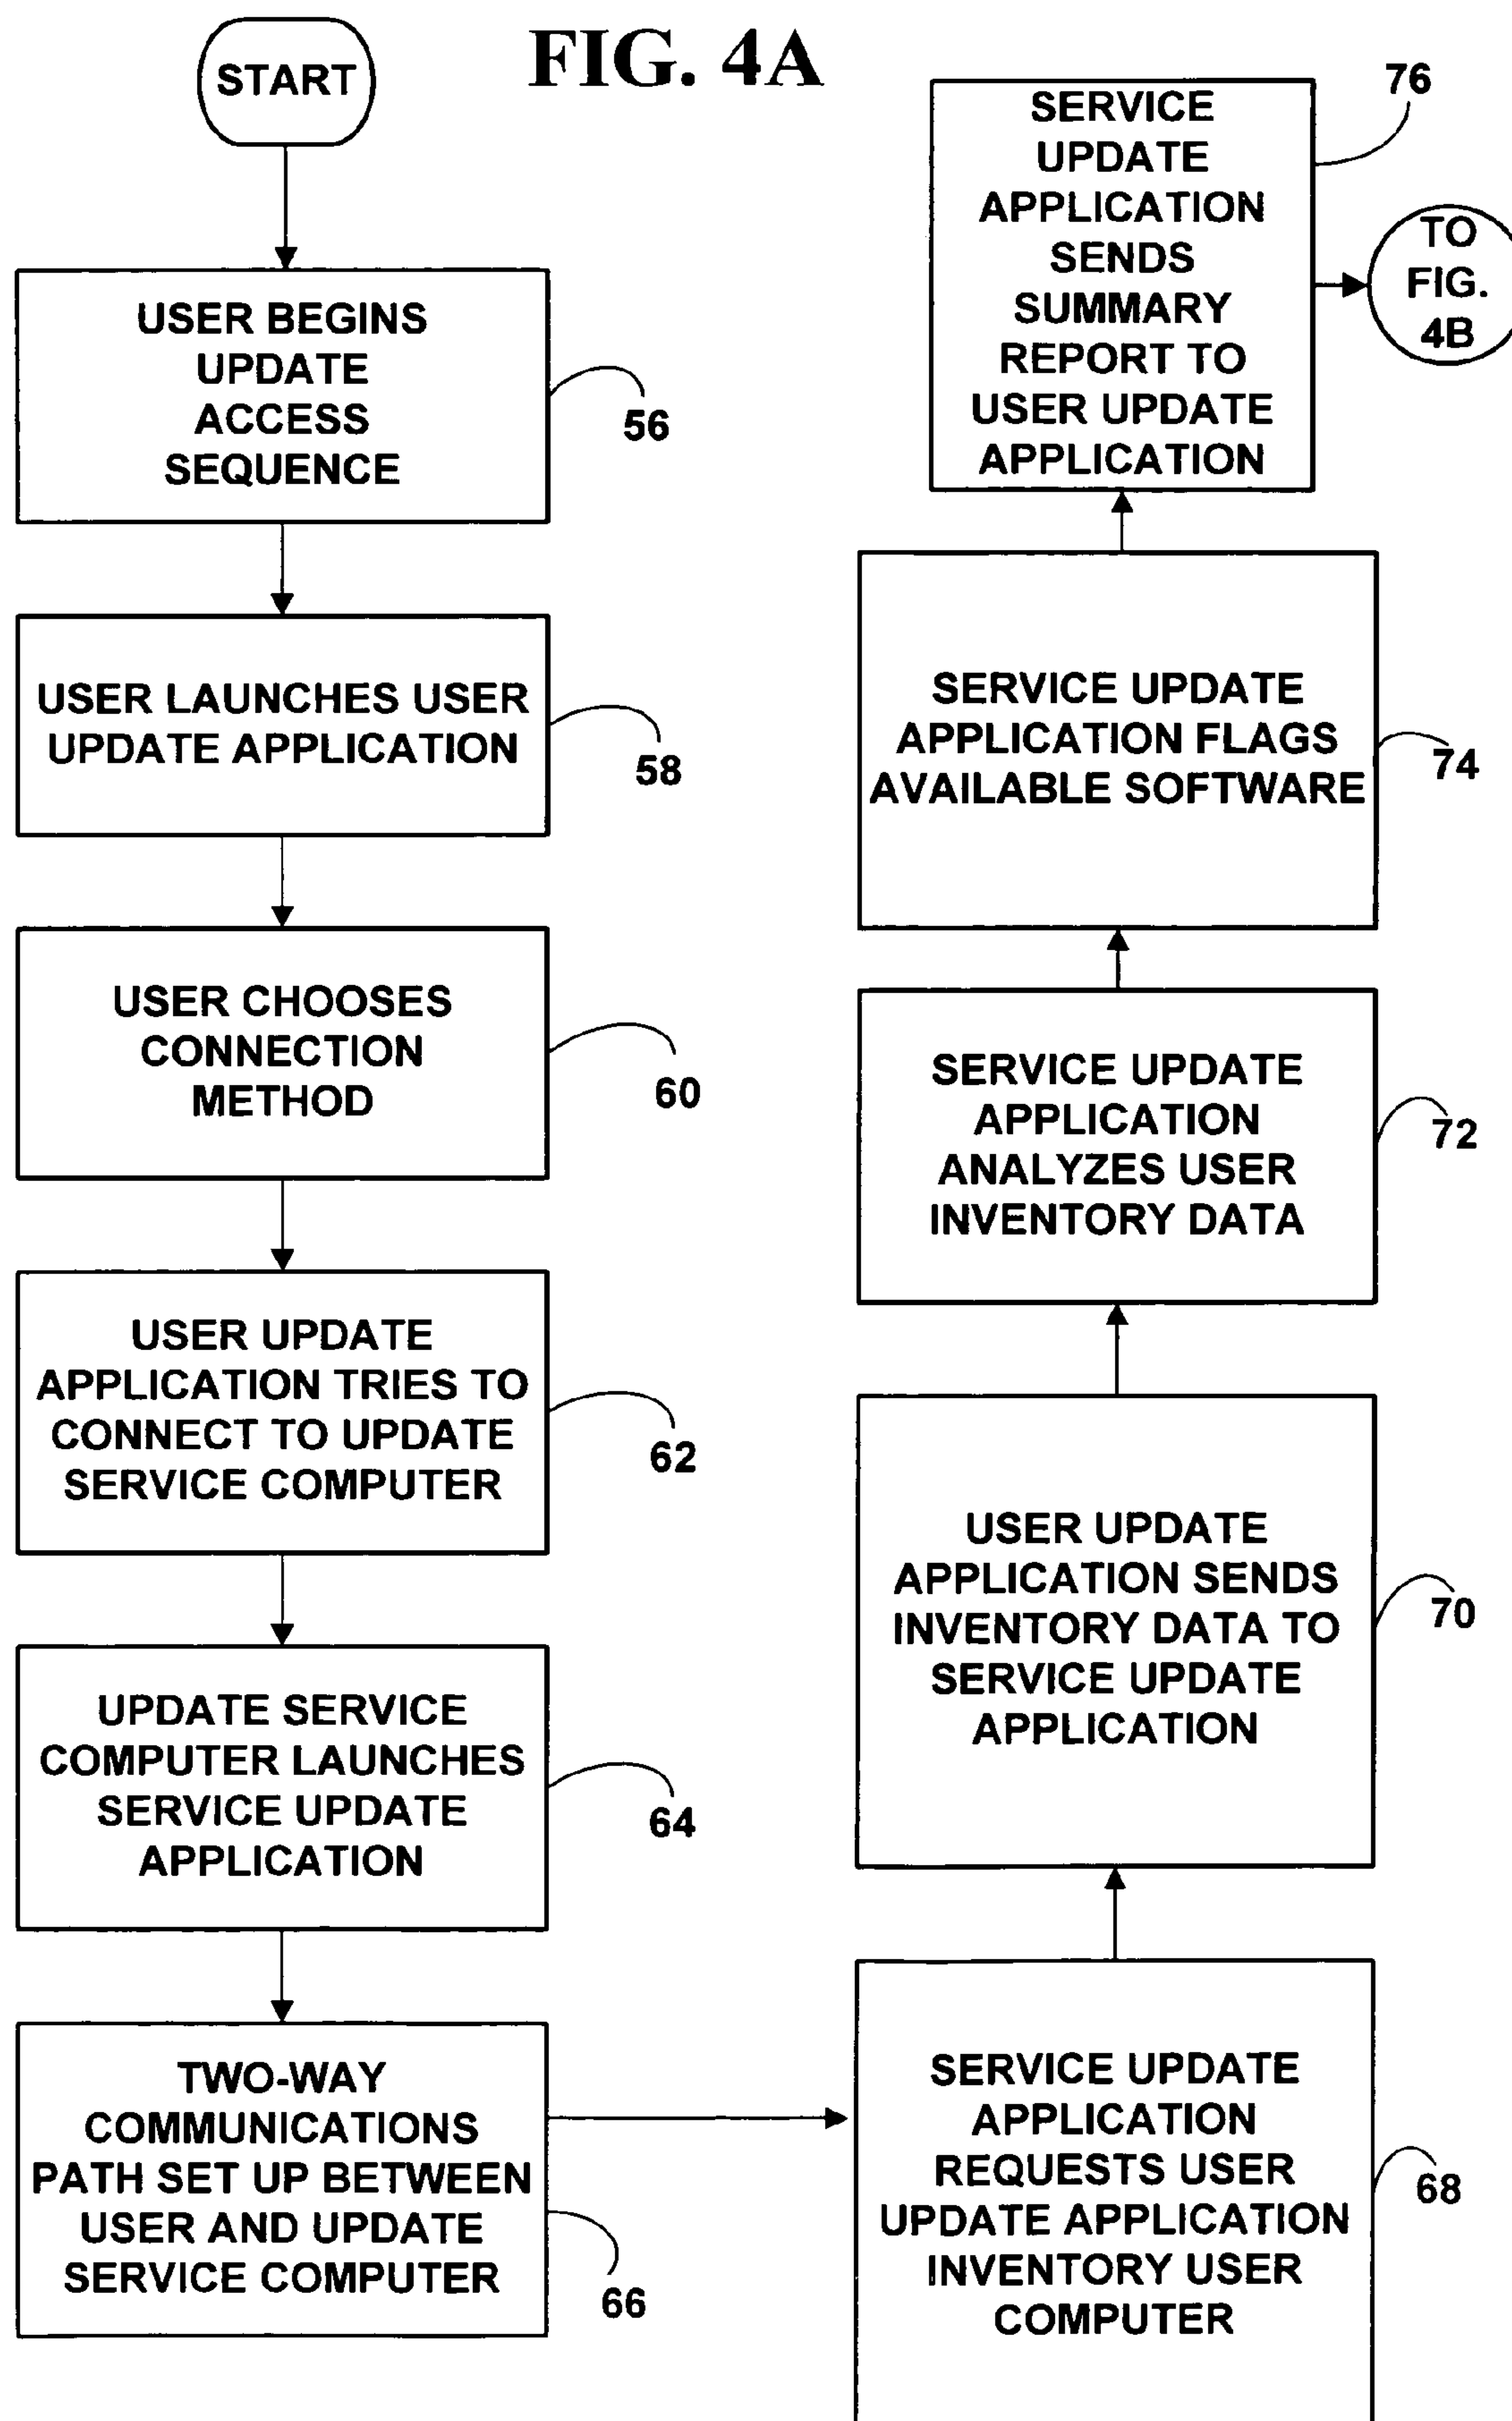 FIG. 4A
START
USER BEGINS
UPDATE
ACCESS
SEQUENCE
56
USER LAUNCHES USER
UPDATE APPLICATION
58
USER CHOOSES
CONNECTION
METHOD
60
USER UPDATE
APPLICATION TRIES TO
CONNECT TO UPDATE
SERVICE COMPUTER
62
UPDATE SERVICE
COMPUTER LAUNCHES
SERVICE UPDATE
APPLICATION
64
TWO-WAY
COMMUNICATIONS
PATH SET UP BETWEEN
USER AND UPDATE
SERVICE COMPUTER
66
SERVICE UPDATE
APPLICATION
REQUESTS USER
UPDATE APPLICATION
INVENTORY USER
COMPUTER
68
USER UPDATE
APPLICATION SENDS
INVENTORY DATA TO
SERVICE UPDATE
APPLICATION
70
SERVICE UPDATE
APPLICATION
ANALYZES USER
INVENTORY DATA
72
SERVICE UPDATE
APPLICATION FLAGS
AVAILABLE SOFTWARE
74
SERVICE
UPDATE
APPLICATION
SENDS
SUMMARY
REPORT TO
USER UPDATE
APPLICATION
76
TO
FIG.
4B